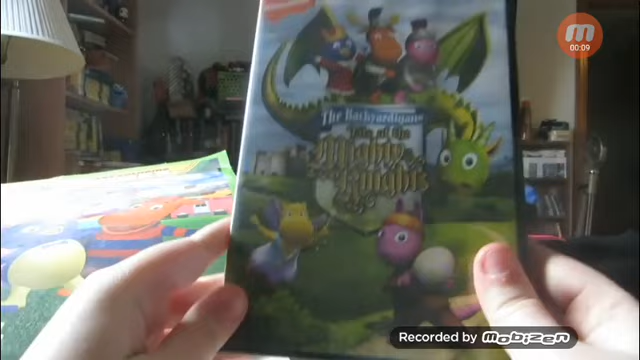 00:09
The Backyardigans
Tale of the
Mighty
Knights
Recorded by Mobizen